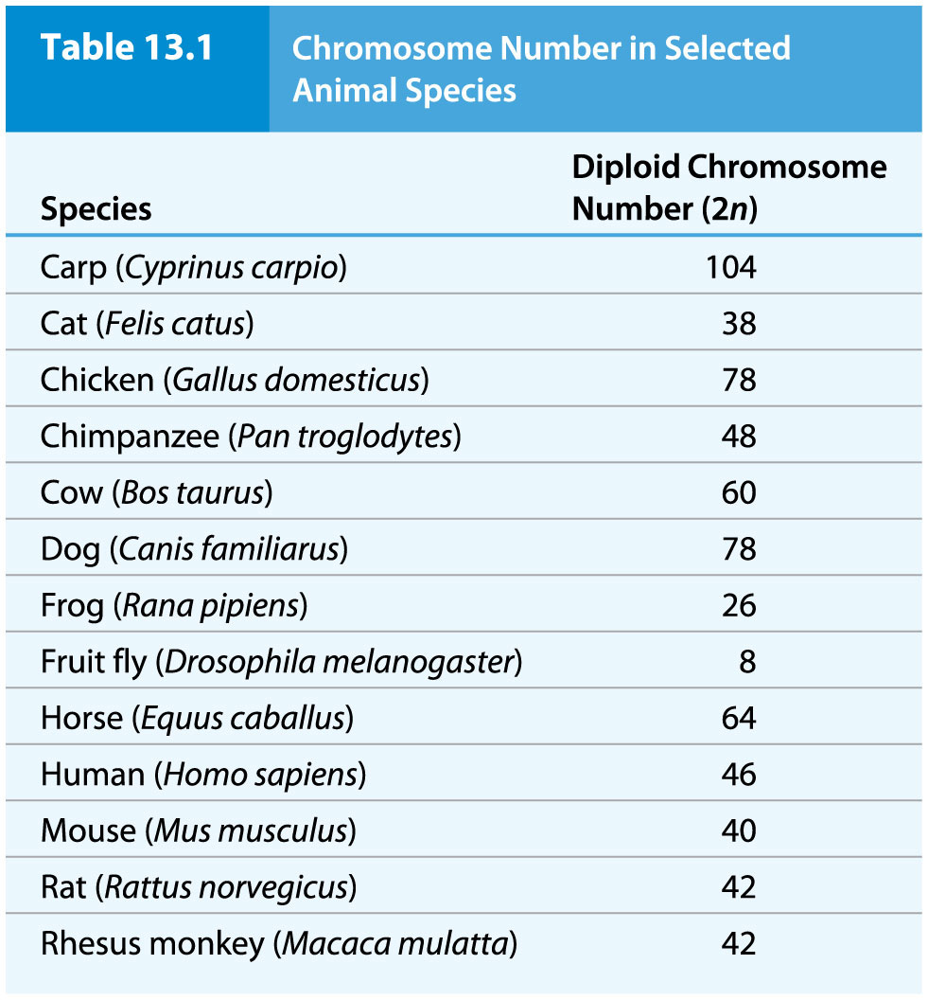 Table 13.1
Chromosome Number in Selected
Animal Species
Species
Diploid Chromosome
Number (2n)
Carp (Cyprinus carpio) 104
Cat (Felis catus) 38
Chicken (Gallus domesticus) 78
Chimpanzee (Pan troglodytes) 48
Cow (Bos taurus) 60
Dog (Canis familiarus) 78
Frog (Rana pipiens) 26
Fruit fly (Drosophila melanogaster) 8
Horse (Equus caballus) 64
Human (Homo sapiens) 46
Mouse (Mus musculus) 40
Rat (Rattus norvegicus) 42
Rhesus monkey (Macaca mulatta) 42